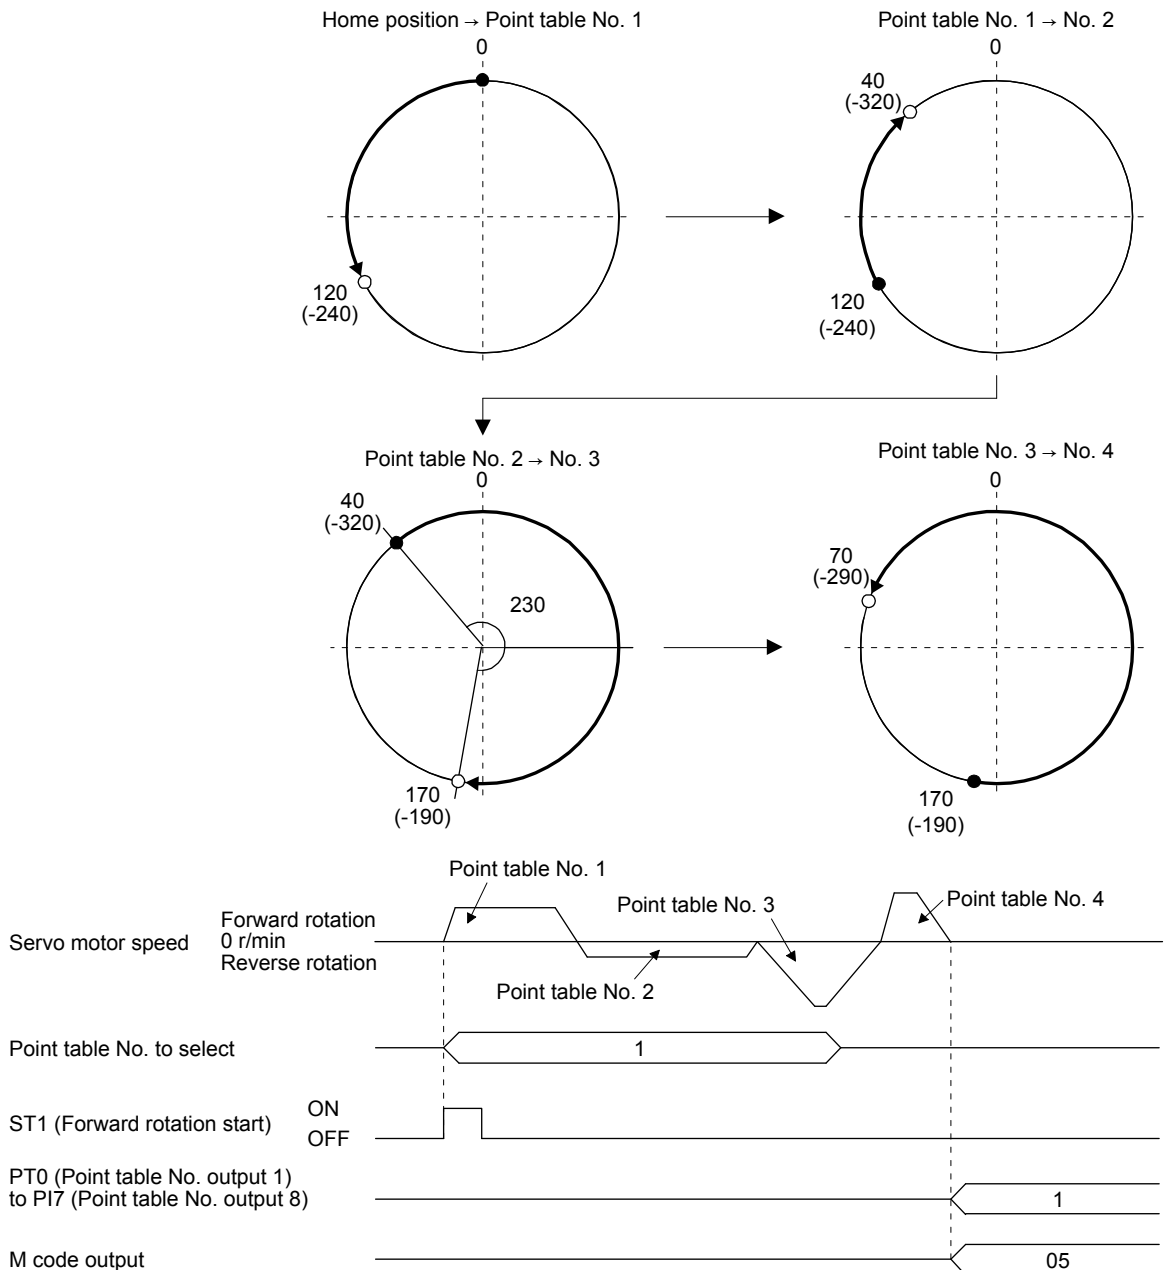 Home position → Point table No. 1
0
120
(-240)
Point table No. 1 → No. 2
0
40
(-320)
120
(-240)
Point table No. 2 → No. 3
0
40
(-320)
230
170
(-190)
Point table No. 3 → No. 4
0
70
(-290)
170
(-190)
Point table No. 1
Point table No. 3
Point table No. 4
Servo motor speed
Forward rotation
0 r/min
Reverse rotation
Point table No. 2
Point table No. to select
1
ST1 (Forward rotation start)
ON
OFF
PT0 (Point table No. output 1)
to PI7 (Point table No. output 8)
1
M code output
05